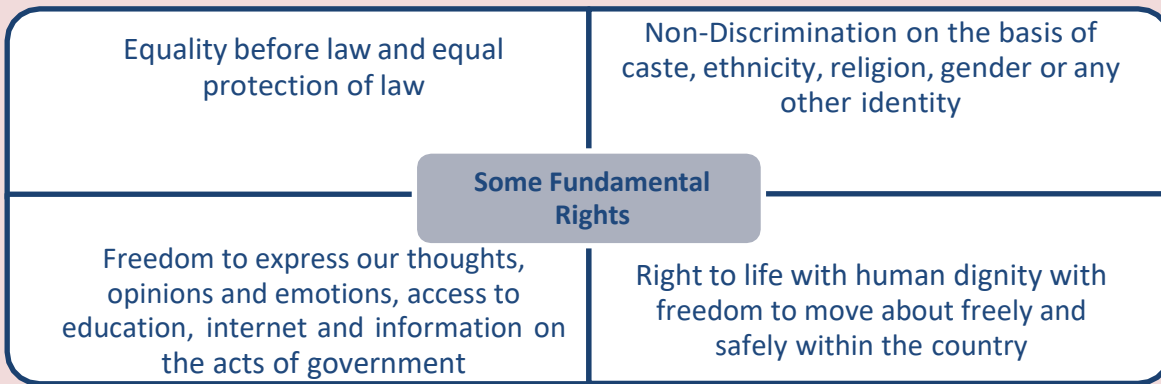 Equality before law and equal
protection of law
Non-Discrimination on the basis of
caste, ethnicity, religion, gender or any
other identity
Some Fundamental
Rights
Freedom to express our thoughts,
opinions and emotions, access to
education, internet and information on
the acts of government
Right to life with human dignity with
freedom to move about freely and
safely within the country